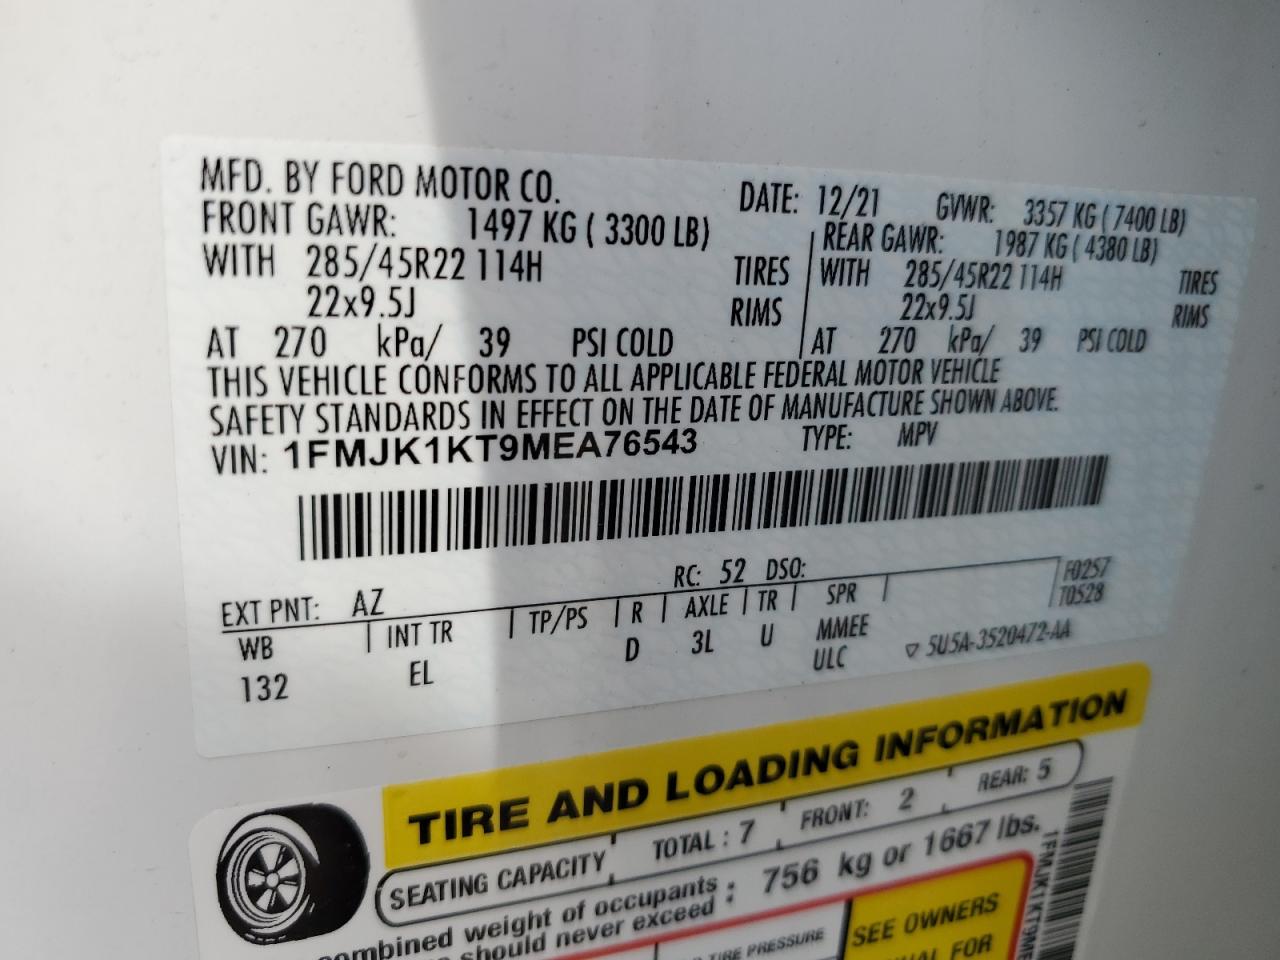 MFD. BY FORD MOTOR CO. DATE: 12/21 GVWR: 3357 KG ( 7400 LB)
FRONT GAWR: 1497 KG ( 3300 LB) REAR GAWR: 1987 KG ( 4380 LB)
WITH 285/45R22 114H TIRES WITH 285/45R22 114H TIRES
22x9.5J RIMS 22x9.5J RIMS
AT 270 kPa/ 39 PSI COLD AT 270 kPa/ 39 PSI COLD
THIS VEHICLE CONFORMS TO ALL APPLICABLE FEDERAL MOTOR VEHICLE
SAFETY STANDARDS IN EFFECT ON THE DATE OF MANUFACTURE SHOWN ABOVE.
VIN: 1FMJK1KT9MEA76543 TYPE: MPV
EXT PNT: AZ RC: 52 DSO: F0257
WB INT TR TP/PS R AXLE TR SPR T0528
132 EL D 3L U MMEE
ULC ▽ 5U5A-3520472-AA
TIRE AND LOADING INFORMATION
SEATING CAPACITY TOTAL : 7 FRONT: 2 REAR: 5
combined weight of occupants : 756 kg or 1667 lbs.
should never exceed :
TIRE PRESSURE
SEE OWNERS
FOR
1FMJK1KT9ME